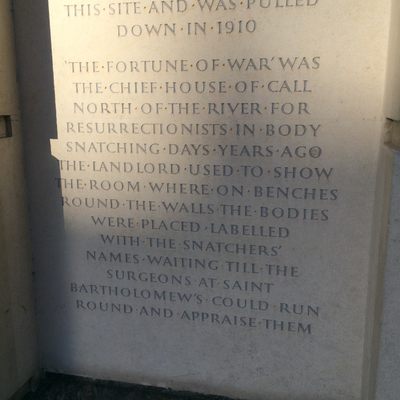 THIS·SITE·AND·WAS·PULLED
DOWN·IN·1910
'THE·FORTUNE·OF·WAR'·WAS
THE·CHIEF·HOUSE·OF·CALL
NORTH·OF·THE·RIVER·FOR
RESURRECTIONISTS·IN·BODY
SNATCHING·DAYS·YEARS·AGO
THE·LANDLORD·USED·TO·SHOW
THE·ROOM·WHERE·ON·BENCHES
ROUND·THE·WALLS·THE·BODIES
WERE·PLACED·LABELLED
WITH·THE·SNATCHERS'
NAMES·WAITING·TILL·THE
SURGEONS·AT·SAINT
BARTHOLOMEW'S·COULD·RUN
ROUND·AND·APPRAISE·THEM